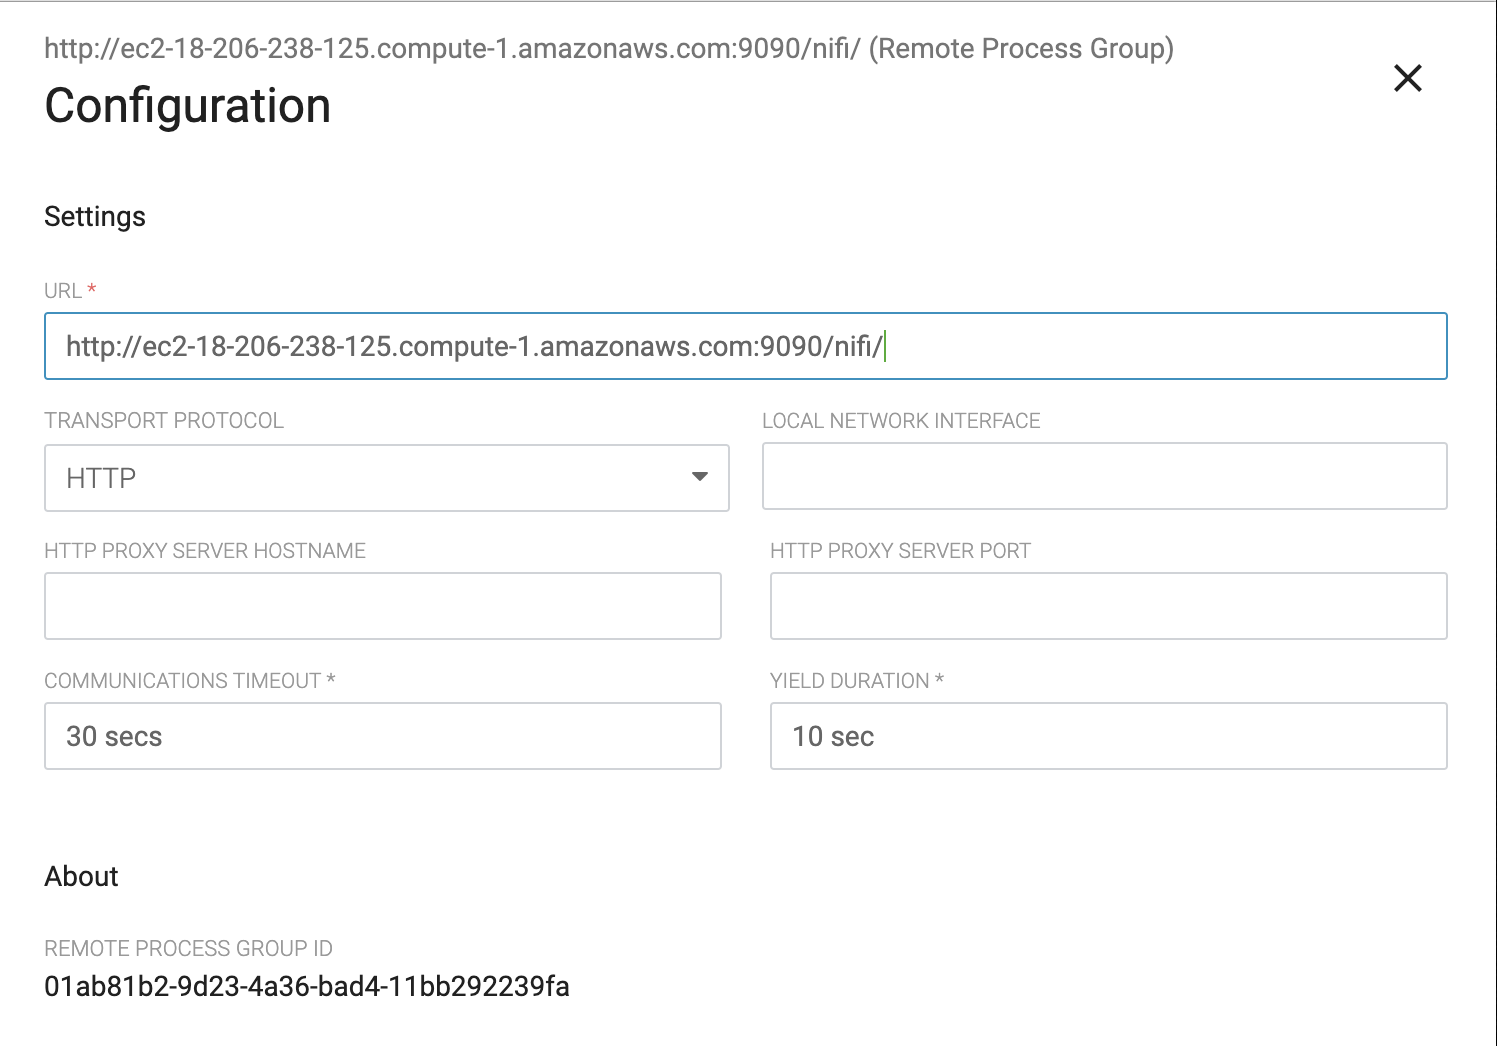 http://ec2-18-206-238-125.compute-1.amazonaws.com:9090/nifi/ (Remote Process Group)
Configuration
Settings
URL *
http://ec2-18-206-238-125.compute-1.amazonaws.com:9090/nifi/
TRANSPORT PROTOCOL
LOCAL NETWORK INTERFACE
HTTP
HTTP PROXY SERVER HOSTNAME
HTTP PROXY SERVER PORT
COMMUNICATIONS TIMEOUT *
YIELD DURATION *
30 secs
10 sec
About
REMOTE PROCESS GROUP ID
01ab81b2-9d23-4a36-bad4-11bb292239fa